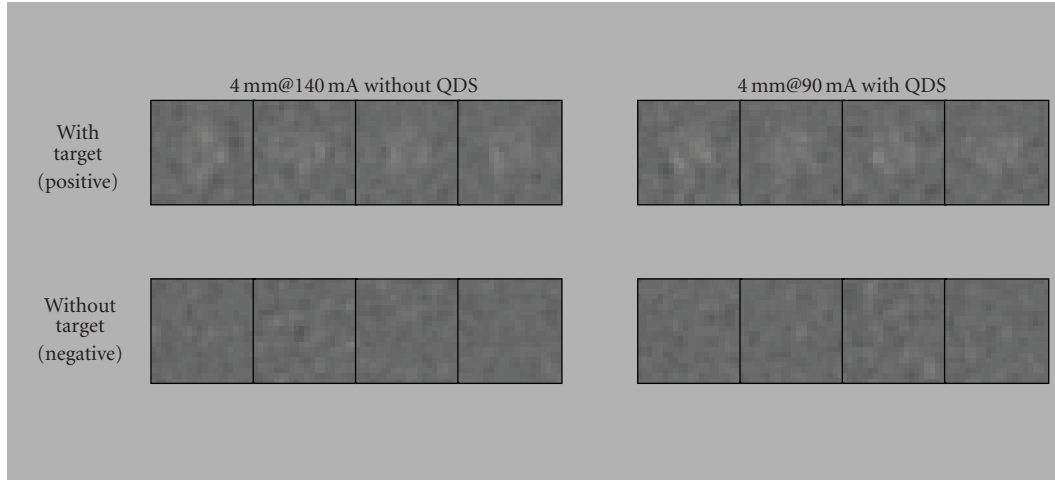 4 mm@140 mA without QDS
4 mm@90 mA with QDS
With
target
(positive)
Without
target
(negative)